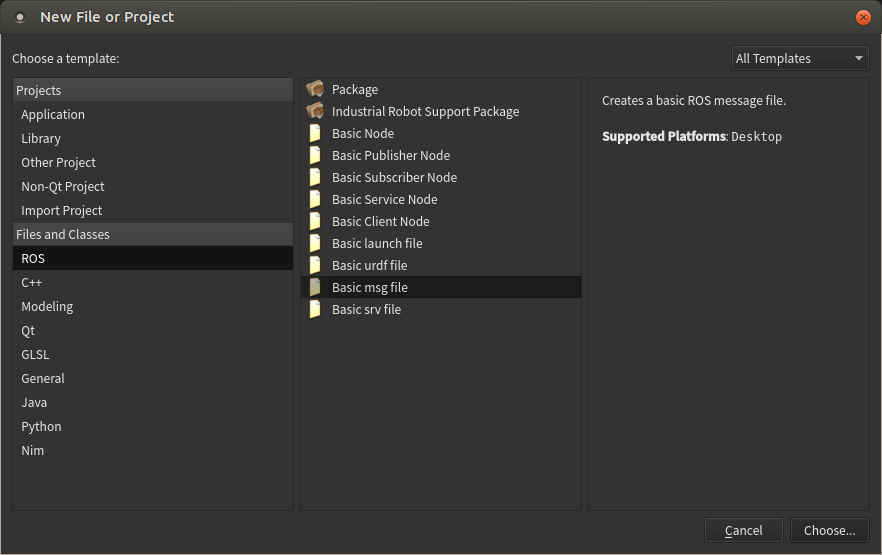 New File or Project
Choose a template:
All Templates
Projects
Application
Library
Other Project
Non-Qt Project
Import Project
Files and Classes
ROS
C++
Modeling
Qt
GLSL
General
Java
Python
Nim
Package
Industrial Robot Support Package
Basic Node
Basic Publisher Node
Basic Subscriber Node
Basic Service Node
Basic Client Node
Basic launch file
Basic urdf file
Basic msg file
Basic srv file
Creates a basic ROS message file.
Supported Platforms: Desktop
Cancel
Choose...